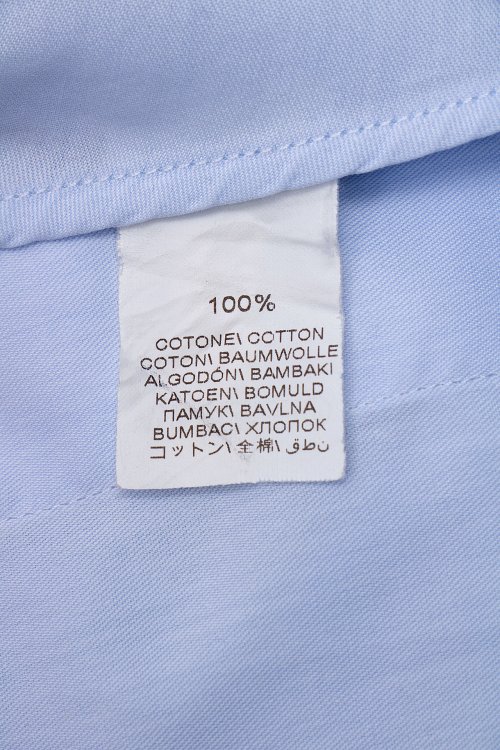 100%
COTONE\ COTTON
COTON\ BAUMWOLLE
ALGODÓN\ BAMBAKI
KATOEN\ BOMULD
ПАМУК\ BAVLNA
BUMBAC\ ХЛОПОК
コットン\ 全棉\ نطق